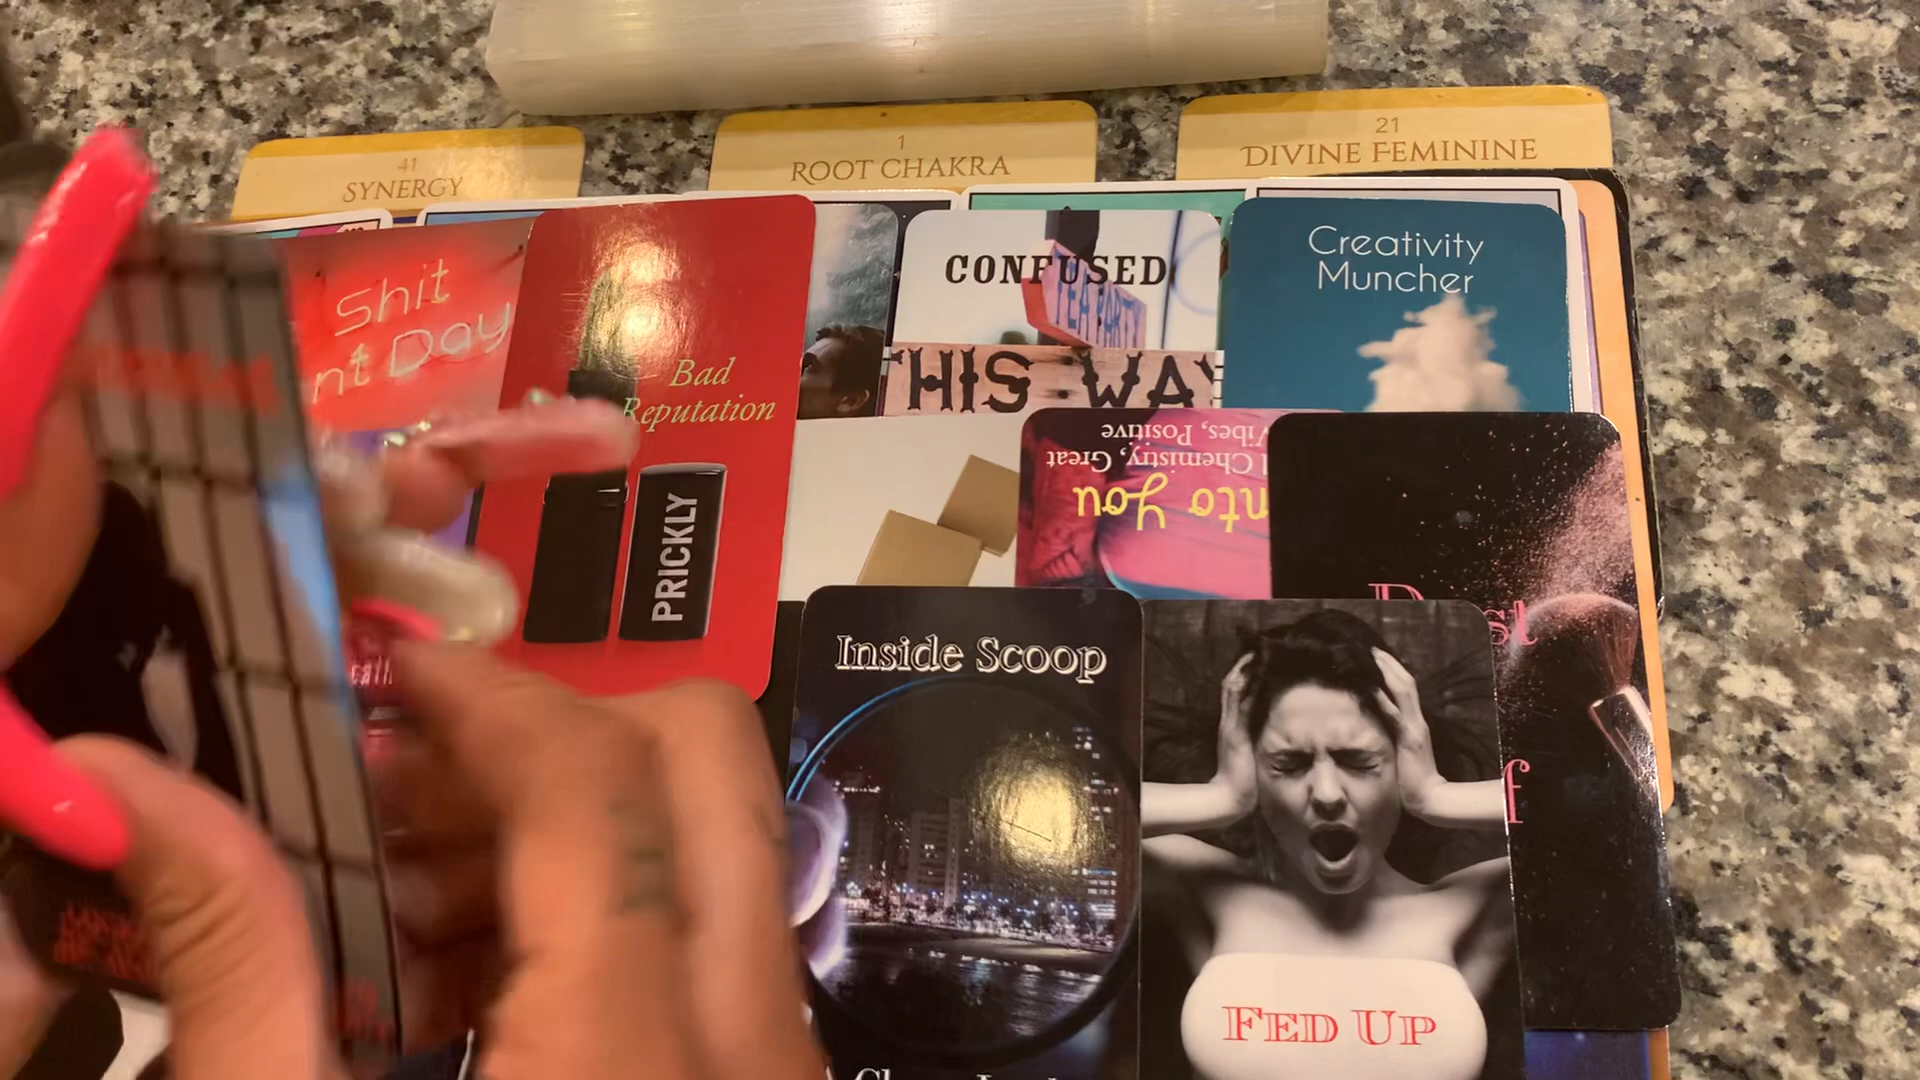 41
SYNERGY
1
ROOT CHAKRA
21
DIVINE FEMININE
Shit
nt Day
Bad
Reputation
PRICKLY
CONFUSED
TEA PARTY
THIS WAY
Creativity
Muncher
nto you
l Chemistry, Great
Vibes, Positive
Inside Scoop
FED UP